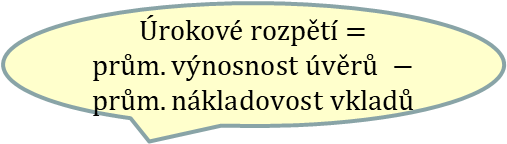 Úrokové rozpětí =
prům. výnosnost úvěrů −
prům. nákladovost vkladů